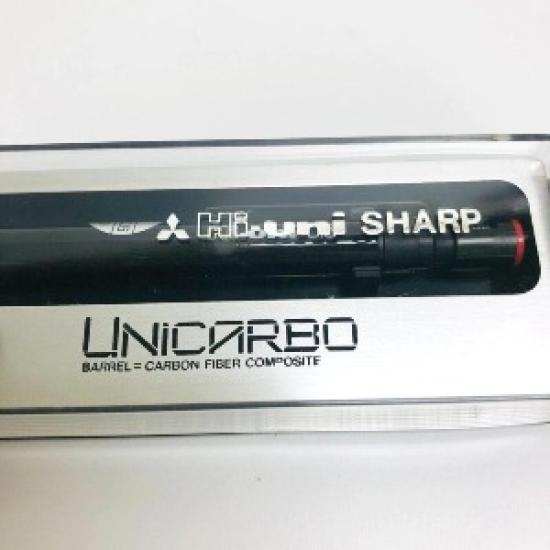 Hi-uni SHARP
UNiCARBO
BARREL = CARBON FIBER COMPOSITE